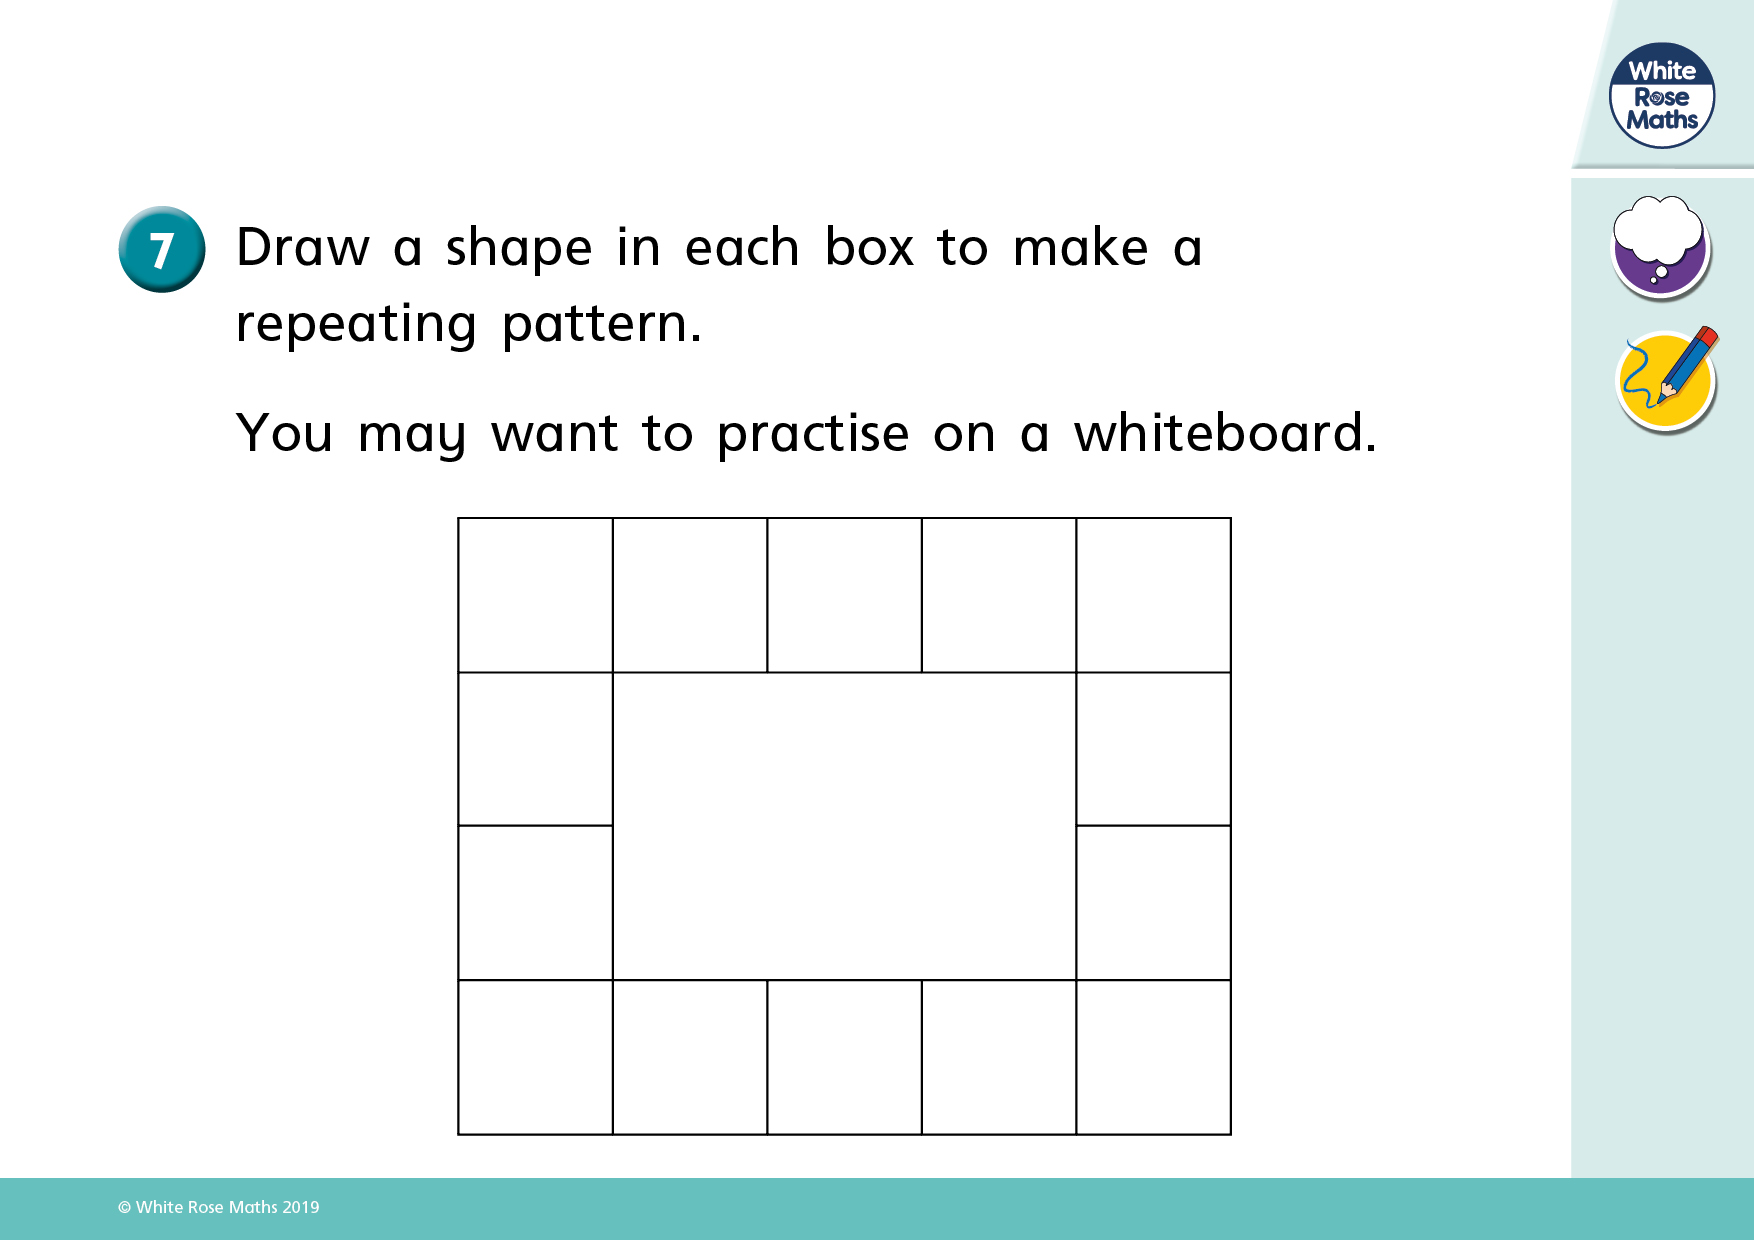 White
Rose
Maths
7 Draw a shape in each box to make a
repeating pattern.
You may want to practise on a whiteboard.
© White Rose Maths 2019